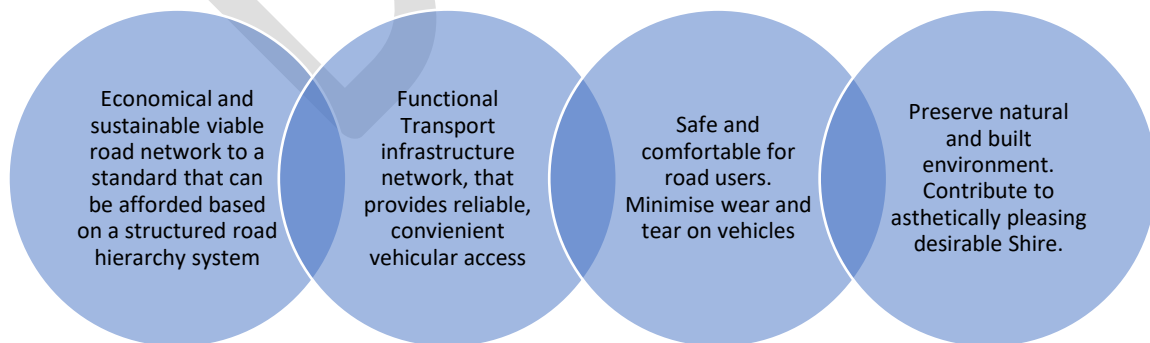 Economical and
sustainable viable
road network to a
standard that can
be afforded based
on a structured road
hierarchy system
Functional
Transport
infrastructure
network, that
provides reliable,
convienient
vehicular access
Safe and
comfortable for
road users.
Minimise wear and
tear on vehicles
Preserve natural
and built
environment.
Contribute to
asthetically pleasing
desirable Shire.